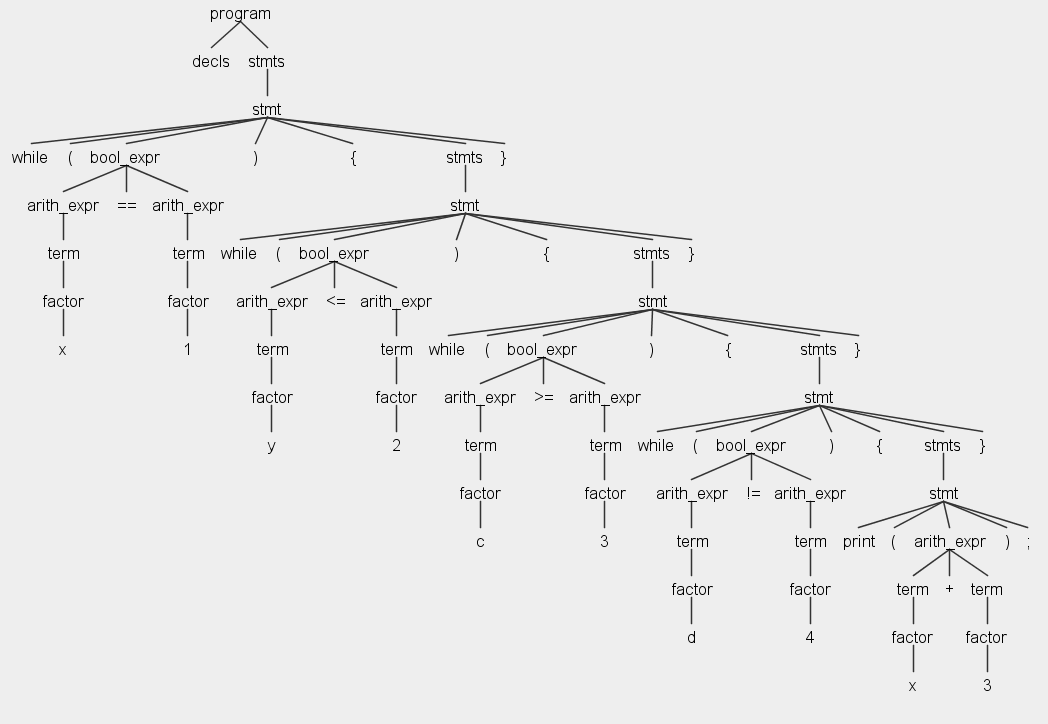 program
decls stmts
stmt
while ( bool_expr ) { stmts }
arith_expr == arith_expr stmt
term term while ( bool_expr ) { stmts }
factor factor arith_expr <= arith_expr stmt
x 1 term term while ( bool_expr ) { stmts }
factor factor arith_expr >= arith_expr stmt
y 2 term term while ( bool_expr ) { stmts }
factor factor arith_expr != arith_expr stmt
c 3 term term print ( arith_expr ) ;
factor factor term + term
d 4 factor factor
x 3